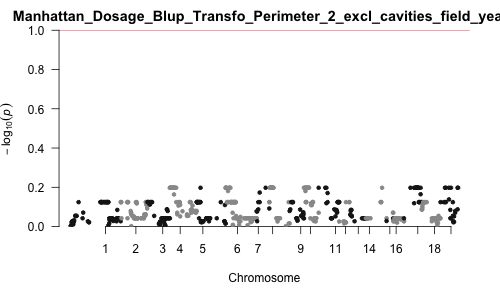 Manhattan_Dosage_Blup_Transfo_Perimeter_2_excl_cavities_field_yea
1.0
0.8
0.6
0.4
0.2
0.0
− log10(p)
1 2 3 4 5 6 7 9 11 14 16 18
Chromosome